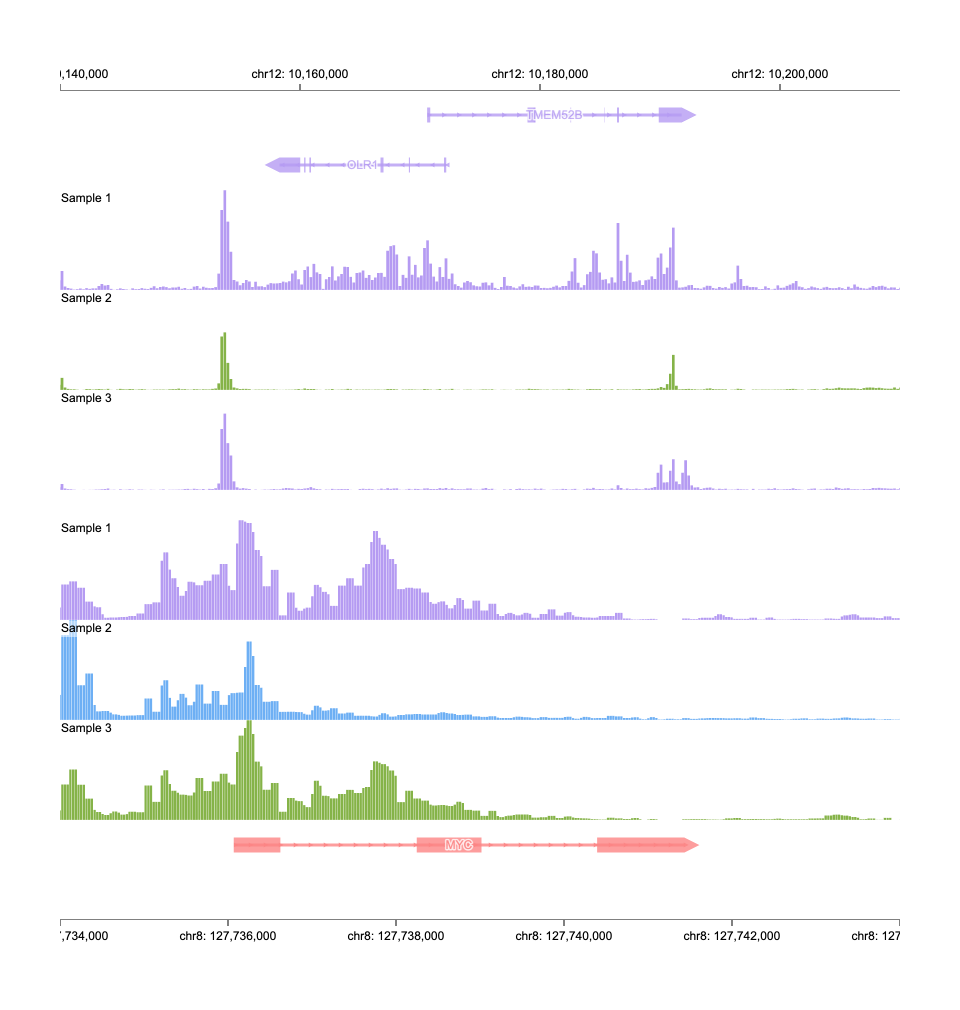 ),140,000 chr12: 10,160,000 chr12: 10,180,000 chr12: 10,200,000
TMEM52B
OLR1
Sample 1
Sample 2
Sample 3
Sample 1
Sample 2
Sample 3
MYC
',734,000 chr8: 127,736,000 chr8: 127,738,000 chr8: 127,740,000 chr8: 127,742,000 chr8: 127